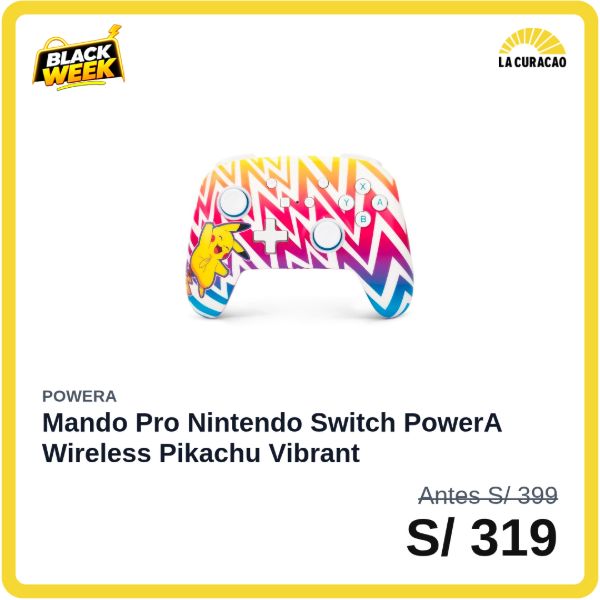 BLACK
WEEK
LA CURACAO
X
Y
A
B
POWERA
Mando Pro Nintendo Switch PowerA
Wireless Pikachu Vibrant
Antes S/ 399
S/ 319